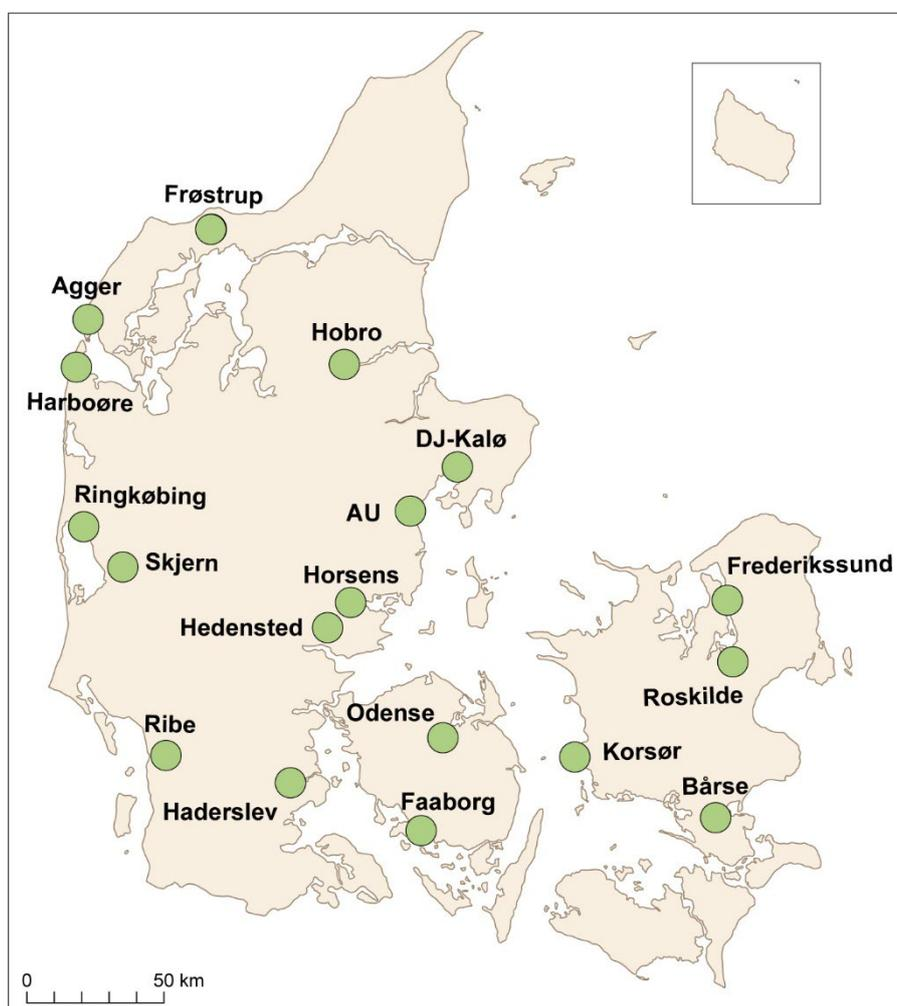 Frøstrup
Agger
Hobro
Harboøre
DJ-Kalø
Ringkøbing
AU
Skjern
Horsens
Frederikssund
Hedensted
Roskilde
Odense
Ribe
Korsør
Bårse
Faaborg
Haderslev
0 50 km